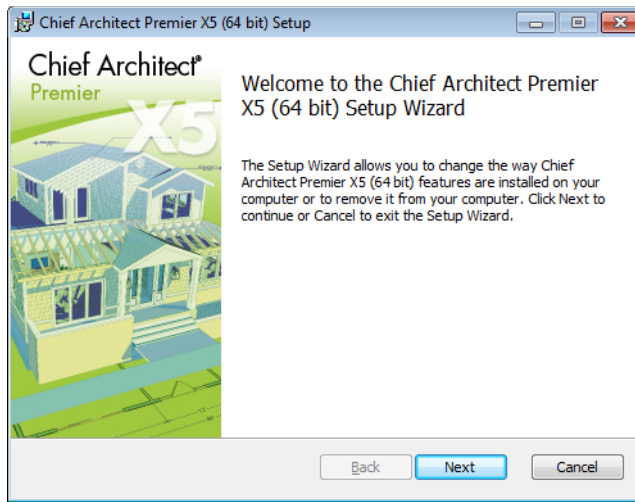 Chief Architect Premier X5 (64 bit) Setup
Chief Architect®
Premier
X5
Welcome to the Chief Architect Premier
X5 (64 bit) Setup Wizard
The Setup Wizard allows you to change the way Chief
Architect Premier X5 (64 bit) features are installed on your
computer or to remove it from your computer. Click Next to
continue or Cancel to exit the Setup Wizard.
Back
Next
Cancel